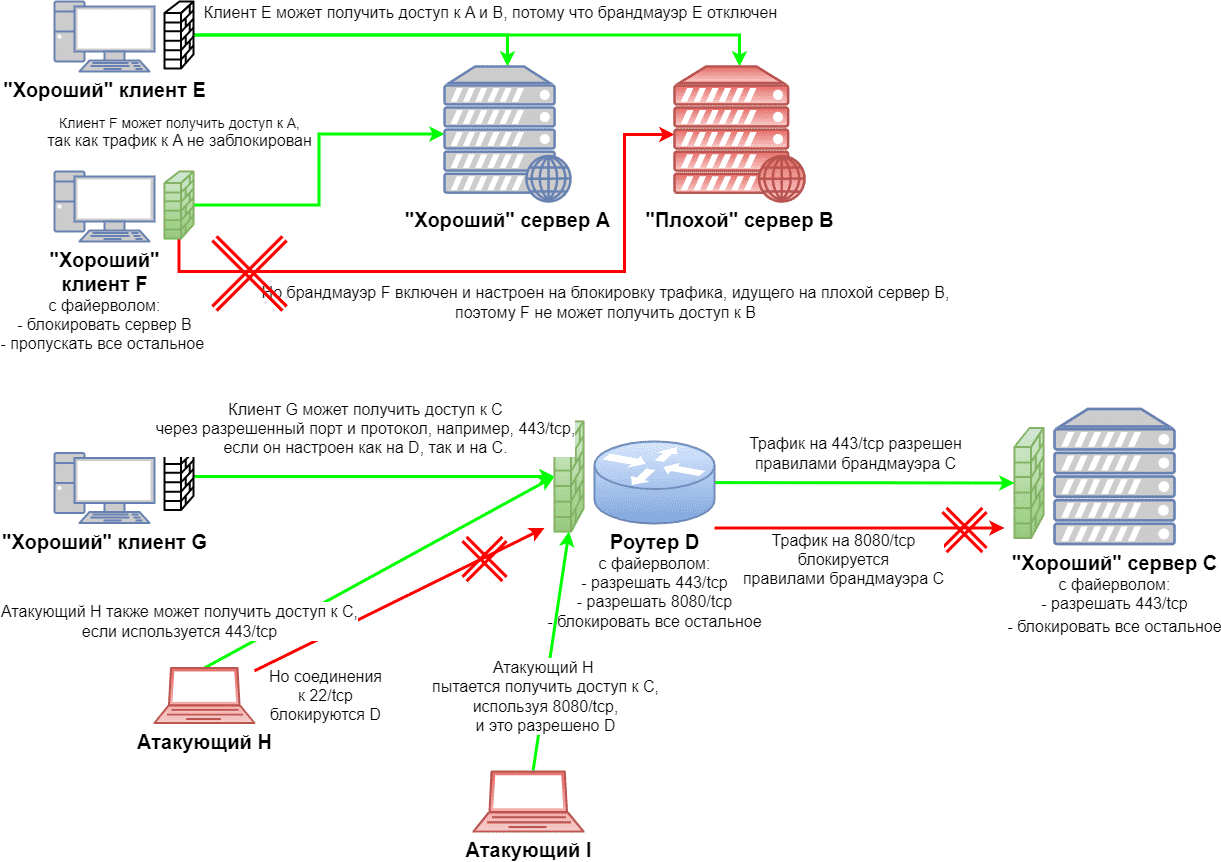 Клиент E может получить доступ к A и B, потому что брандмауэр E отключен
"Хороший" клиент E
Клиент F может получить доступ к A,
так как трафик к A не заблокирован
"Хороший" сервер A
"Плохой" сервер B
"Хороший"
клиент F
с файерволом:
- блокировать сервер B
- пропускать все остальное
Но брандмауэр F включен и настроен на блокировку трафика, идущего на плохой сервер B,
поэтому F не может получить доступ к B
Клиент G может получить доступ к C
через разрешенный порт и протокол, например, 443/tcp,
если он настроен как на D, так и на C.
"Хороший" клиент G
Трафик на 443/tcp разрешен
правилами брандмауэра C
Роутер D
с файерволом:
- разрешать 443/tcp
- разрешать 8080/tcp
- блокировать все остальное
Трафик на 8080/tcp
блокируется
правилами брандмауэра C
"Хороший" сервер C
с файерволом:
- разрешать 443/tcp
- блокировать все остальное
Атакующий H также может получить доступ к C,
если используется 443/tcp
Но соединения
к 22/tcp
блокируются D
Атакующий H
Атакующий H
пытается получить доступ к C,
используя 8080/tcp,
и это разрешено D
Атакующий I